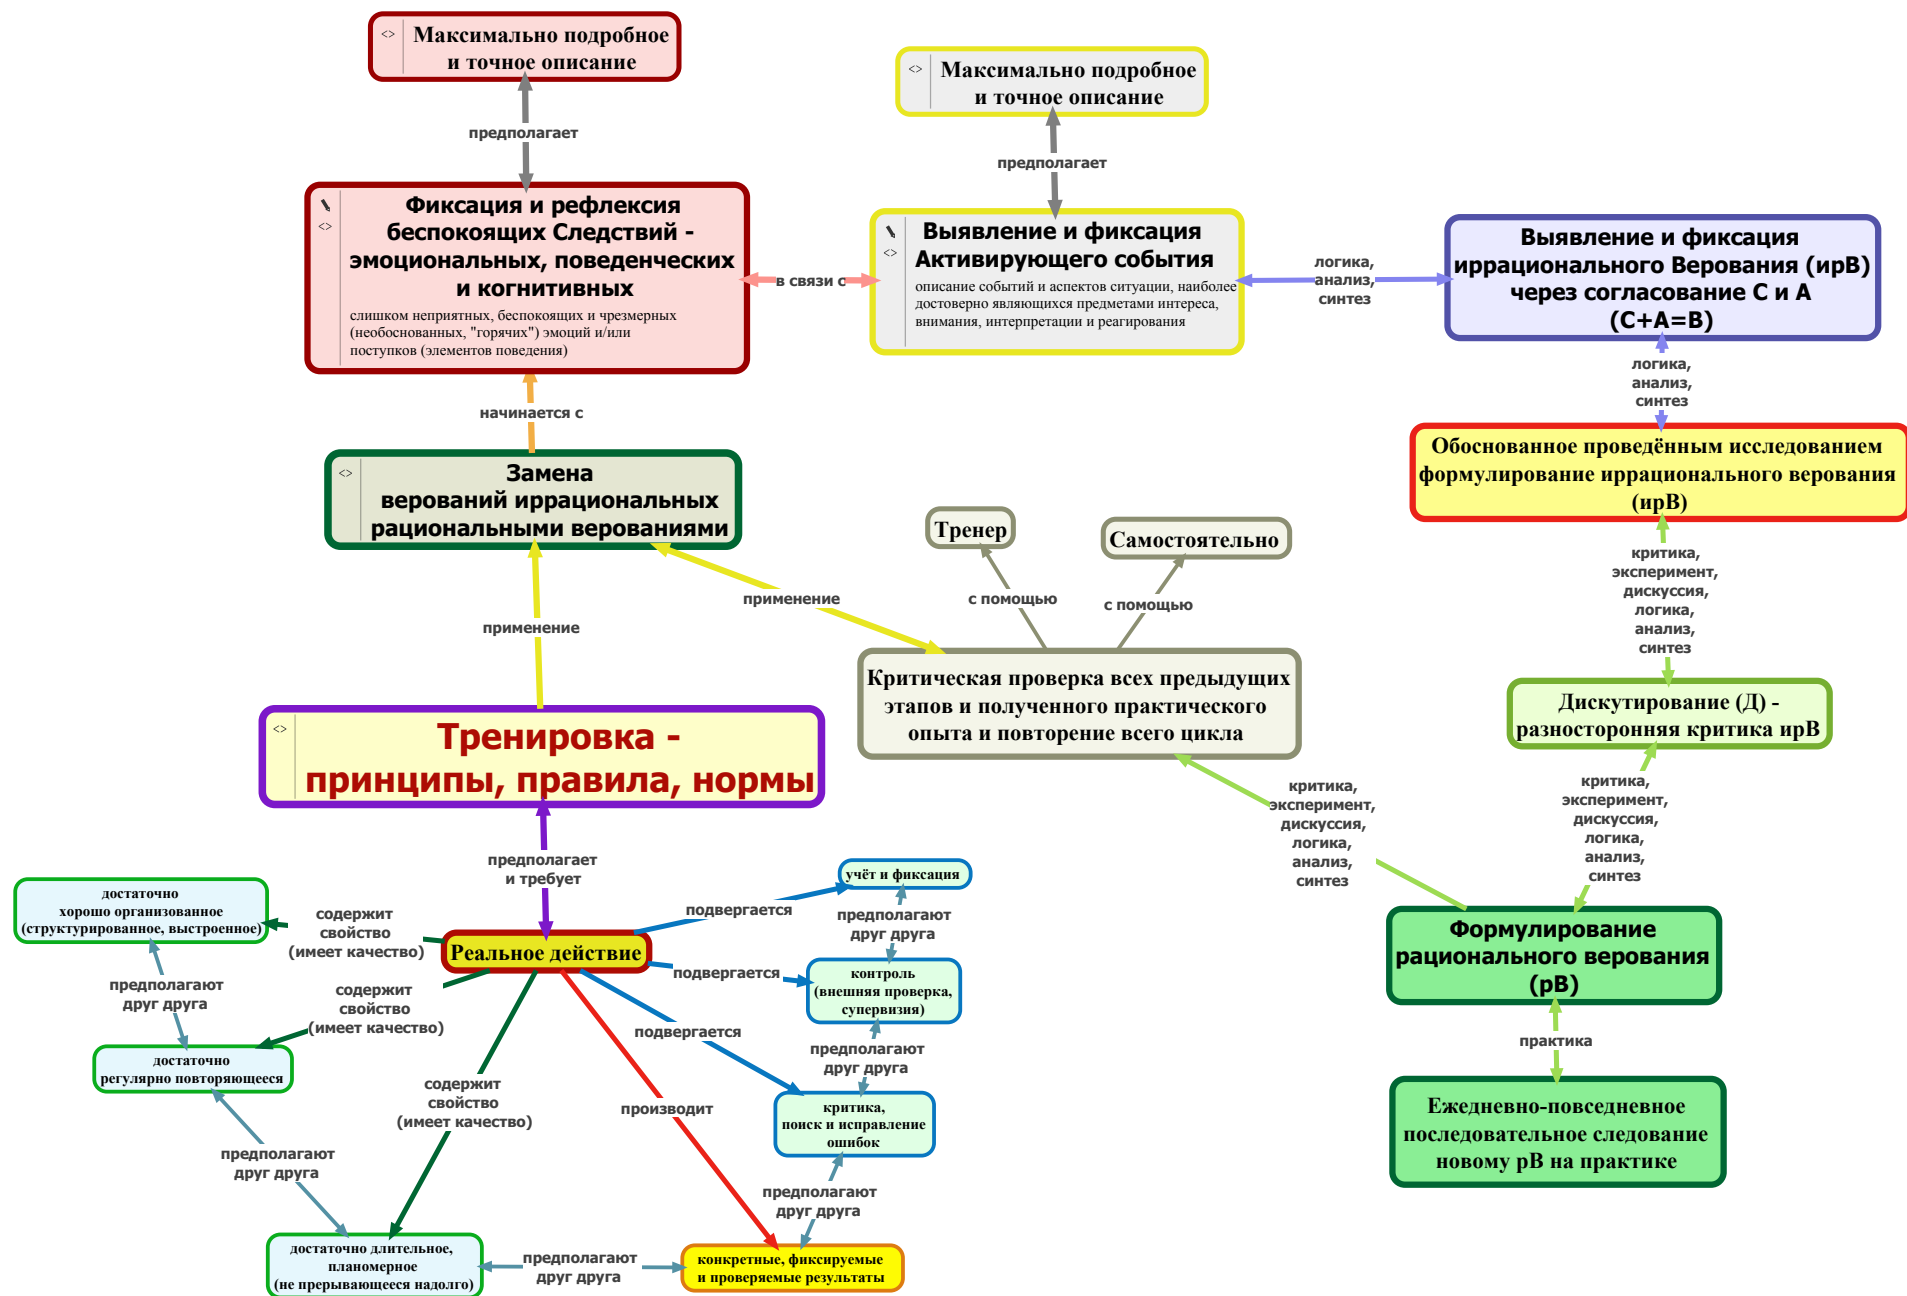 <> Максимально подробное
и точное описание
<> Максимально подробное
и точное описание
предполагает
предполагает
Фиксация и рефлексия
<> беспокоящих Следствий -
эмоциональных, поведенческих
и когнитивных
слишком неприятных, беспокоящих и чрезмерных
(необоснованных, "горячих") эмоций и/или
поступков (элементов поведения)
в связи с
Выявление и фиксация
<> Активирующего события
описание событий и аспектов ситуации, наиболее
достоверно являющихся предметами интереса,
внимания, интерпретации и реагирования
логика,
анализ,
синтез
Выявление и фиксация
иррационального Верования (ирВ)
через согласование С и А
(С+А=В)
логика,
анализ,
синтез
начинается с
Обоснованное проведённым исследованием
формулирование иррационального верования
(ирВ)
<> Замена
верований иррациональных
рациональными верованиями
Тренер
Самостоятельно
критика,
эксперимент,
дискуссия,
логика,
анализ,
синтез
применение
применение
с помощью
с помощью
Критическая проверка всех предыдущих
этапов и полученного практического
опыта и повторение всего цикла
Дискутирование (Д) -
разносторонняя критика ирВ
<> Тренировка -
принципы, правила, нормы
критика,
эксперимент,
дискуссия,
логика,
анализ,
синтез
критика,
эксперимент,
дискуссия,
логика,
анализ,
синтез
предполагает
и требует
учёт и фиксация
достаточно
хорошо организованное
(структурированное, выстроенное)
содержит
свойство
(имеет качество)
подвергается
предполагают
друг друга
Реальное действие
Формулирование
рационального верования
(рВ)
подвергается
контроль
(внешняя проверка,
супервизия)
предполагают
друг друга
содержит
свойство
(имеет качество)
подвергается
предполагают
друг друга
практика
достаточно
регулярно повторяющееся
содержит
свойство
(имеет качество)
производит
критика,
поиск и исправление
ошибок
Ежедневно-повседневное
последовательное следование
новому рВ на практике
предполагают
друг друга
предполагают
друг друга
достаточно длительное,
планомерное
(не прерывающееся надолго)
предполагают
друг друга
конкретные, фиксируемые
и проверяемые результаты